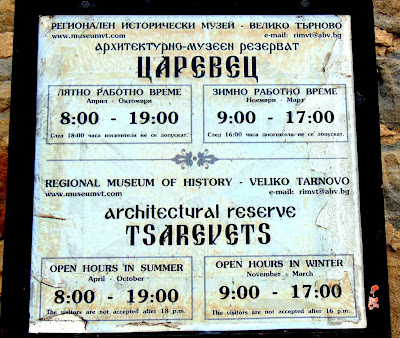 РЕГИОНАЛЕН ИСТОРИЧЕСКИ МУЗЕЙ - ВЕЛИКО ТЪРНОВО
www.museumvt.com e-mail: rimvt@abv.bg
АРХИТЕКТУРНО-МУЗЕЕН РЕЗЕРВАТ
ЦАРЕВЕЦ
ЛЯТНО РАБОТНО ВРЕМЕ
Април - Октомври
8:00 - 19:00
След 18:00 часа посетители не се допускат.
ЗИМНО РАБОТНО ВРЕМЕ
Ноември - Март
9:00 - 17:00
След 16:00 часа посетители не се допускат.
REGIONAL MUSEUM OF HISTORY - VELIKO TARNOVO
www.museumvt.com e-mail: rimvt@abv.bg
architectural reserve
TSAREVETS
OPEN HOURS IN SUMMER
April - October
8:00 - 19:00
The visitors are not accepted after 18 p.m.
OPEN HOURS IN WINTER
November - March
9:00 - 17:00
The visitors are not accepted after 16 p.m.